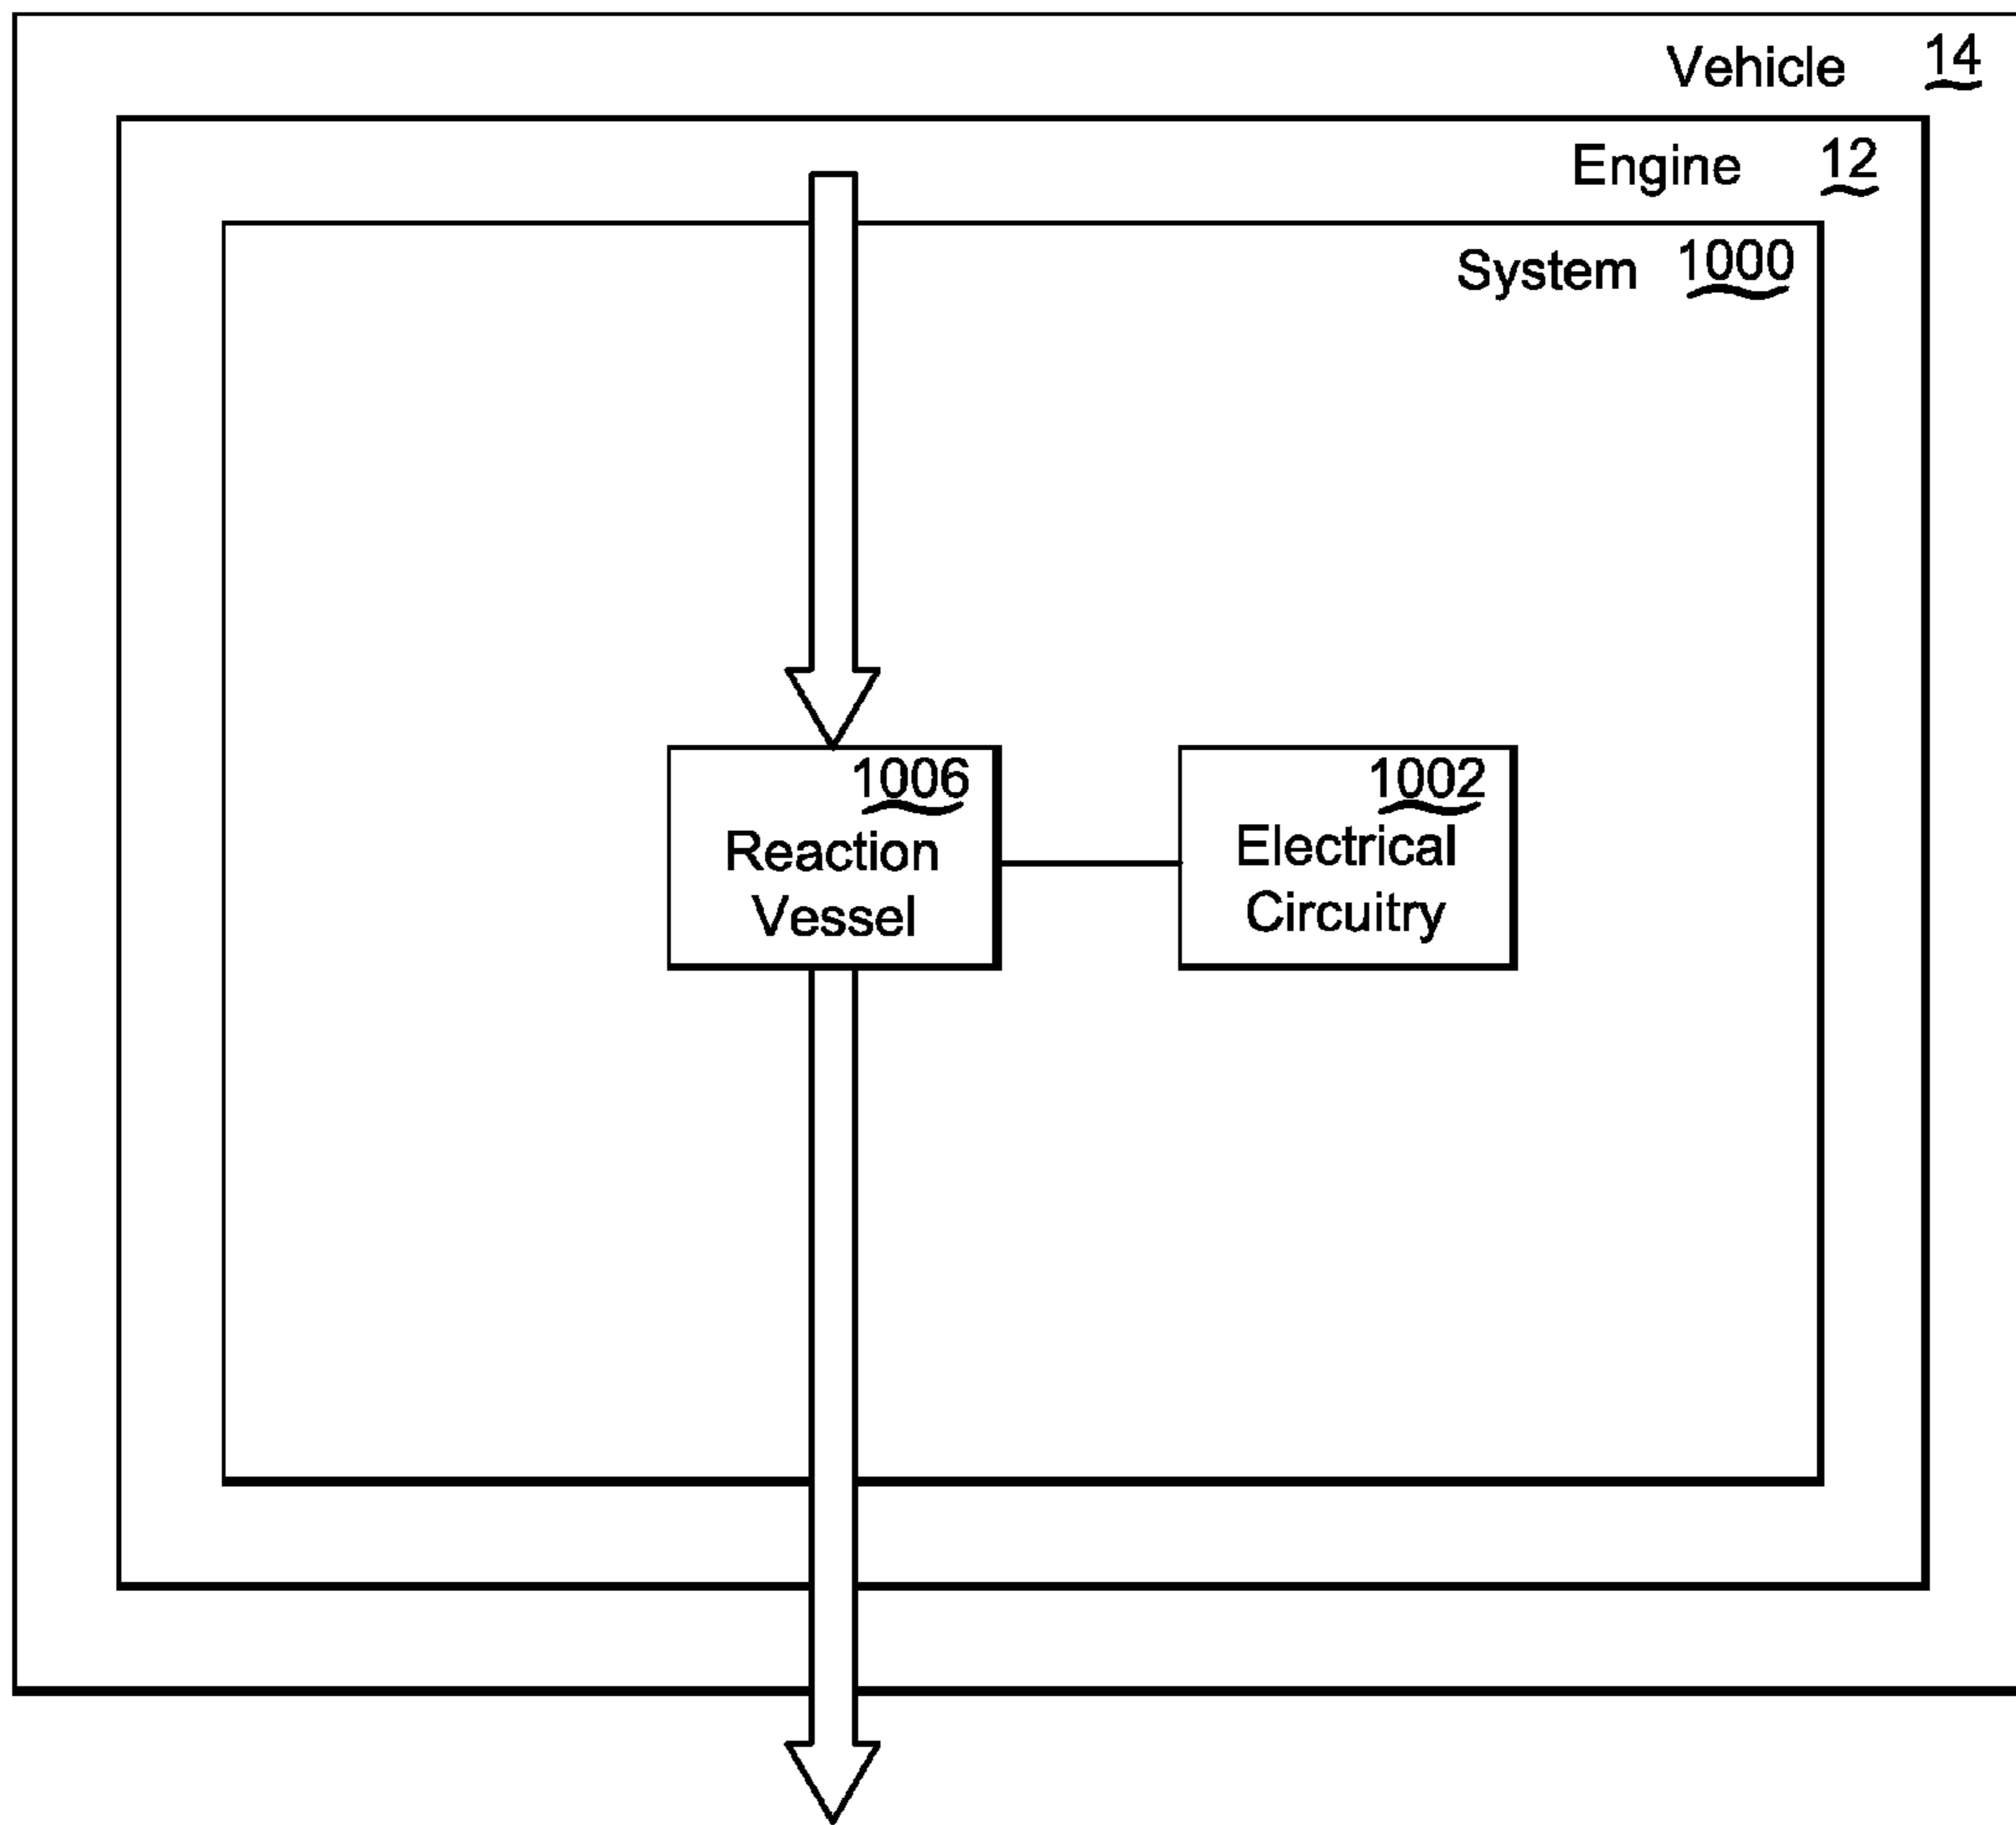 Vehicle 14
Engine 12
System 1000
1006
Reaction
Vessel
1002
Electrical
Circuitry